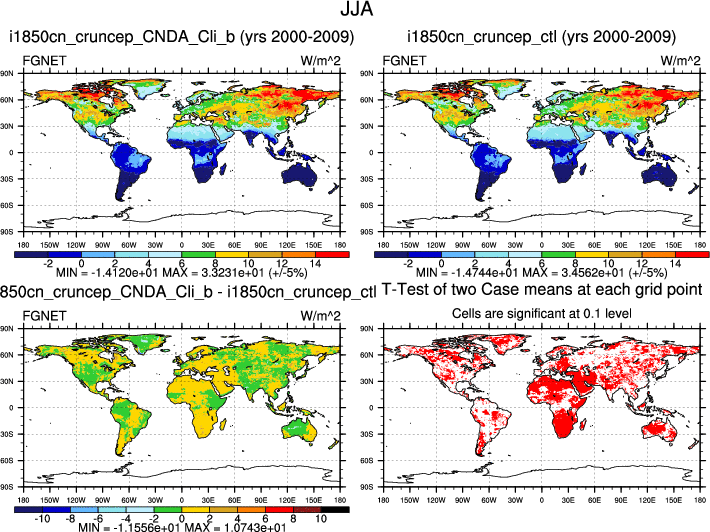 JJA
i1850cn_cruncep_CNDA_Cli_b (yrs 2000-2009)
FGNET W/m^2
90N
60N
30N
0
30S
60S
90S
180 150W 120W 90W 60W 30W 0 30E 60E 90E 120E 150E 180
-2 0 2 4 6 8 10 12 14
MIN = -1.4120e+01 MAX = 3.3231e+01 (+/-5%)
i1850cn_cruncep_ctl (yrs 2000-2009)
FGNET W/m^2
90N
60N
30N
0
30S
60S
90S
180 150W 120W 90W 60W 30W 0 30E 60E 90E 120E 150E 180
-2 0 2 4 6 8 10 12 14
MIN = -1.4744e+01 MAX = 3.4562e+01 (+/-5%)
850cn_cruncep_CNDA_Cli_b - i1850cn_cruncep_ctl
FGNET W/m^2
90N
60N
30N
0
30S
60S
90S
180 150W 120W 90W 60W 30W 0 30E 60E 90E 120E 150E 180
-10 -8 -6 -4 -2 0 2 4 6 8 10
MIN = -1.1556e+01 MAX = 1.0743e+01
T-Test of two Case means at each grid point
Cells are significant at 0.1 level
90N
60N
30N
0
30S
60S
90S
180 150W 120W 90W 60W 30W 0 30E 60E 90E 120E 150E 180